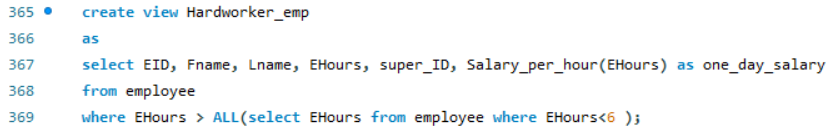 365 create view Hardworker_emp
366 as
367 select EID, Fname, Lname, EHours, super_ID, Salary_per_hour(EHours) as one_day_salary
368 from employee
369 where EHours > ALL(select EHours from employee where EHours<6 );